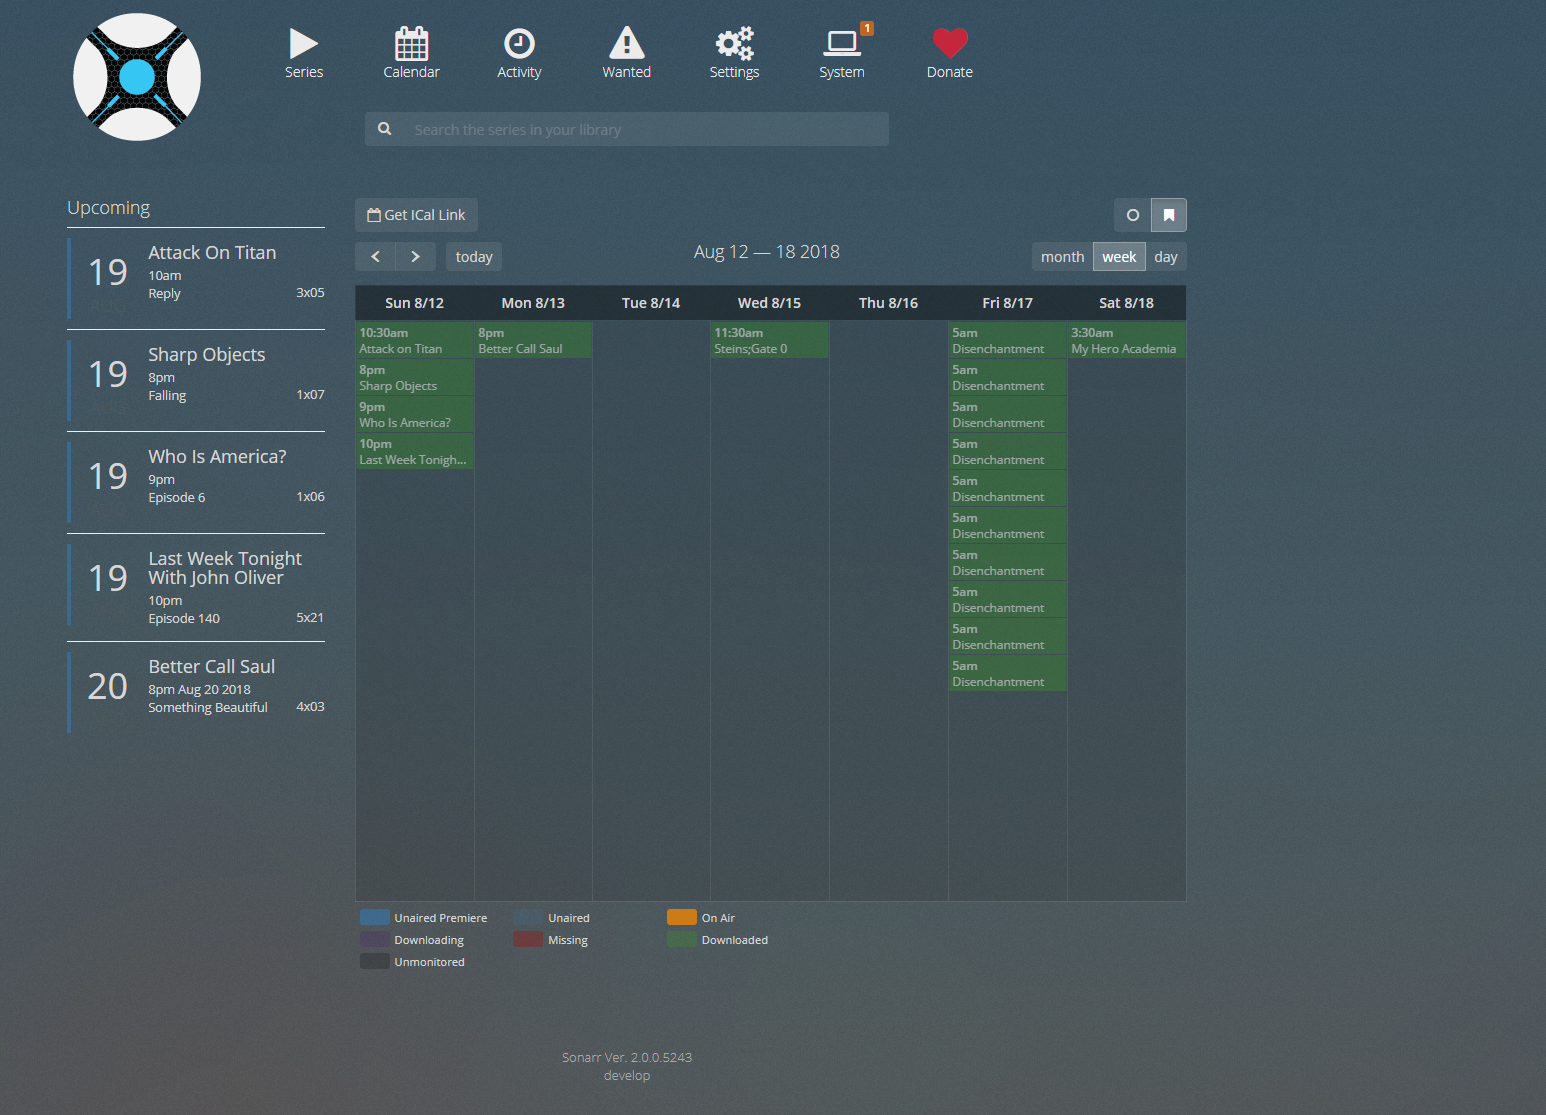 Series
Calendar
Activity
Wanted
Settings
1
System
Donate
Search the series in your library
Upcoming
19
Attack On Titan
10am
Reply 3x05
19
Sharp Objects
8pm
Falling 1x07
19
Who Is America?
9pm
Episode 6 1x06
19
Last Week Tonight
With John Oliver
10pm
Episode 140 5x21
20
Better Call Saul
8pm Aug 20 2018
Something Beautiful 4x03
Get ICal Link
today
Aug 12 — 18 2018
month week day
Sun 8/12 Mon 8/13 Tue 8/14 Wed 8/15 Thu 8/16 Fri 8/17 Sat 8/18
10:30am
Attack on Titan
8pm
Sharp Objects
9pm
Who Is America?
10pm
Last Week Tonigh...
8pm
Better Call Saul
11:30am
Steins;Gate 0
5am
Disenchantment
5am
Disenchantment
5am
Disenchantment
5am
Disenchantment
5am
Disenchantment
5am
Disenchantment
5am
Disenchantment
5am
Disenchantment
5am
Disenchantment
5am
Disenchantment
3:30am
My Hero Academia
Unaired Premiere Unaired On Air
Downloading Missing Downloaded
Unmonitored
Sonarr Ver. 2.0.0.5243
develop